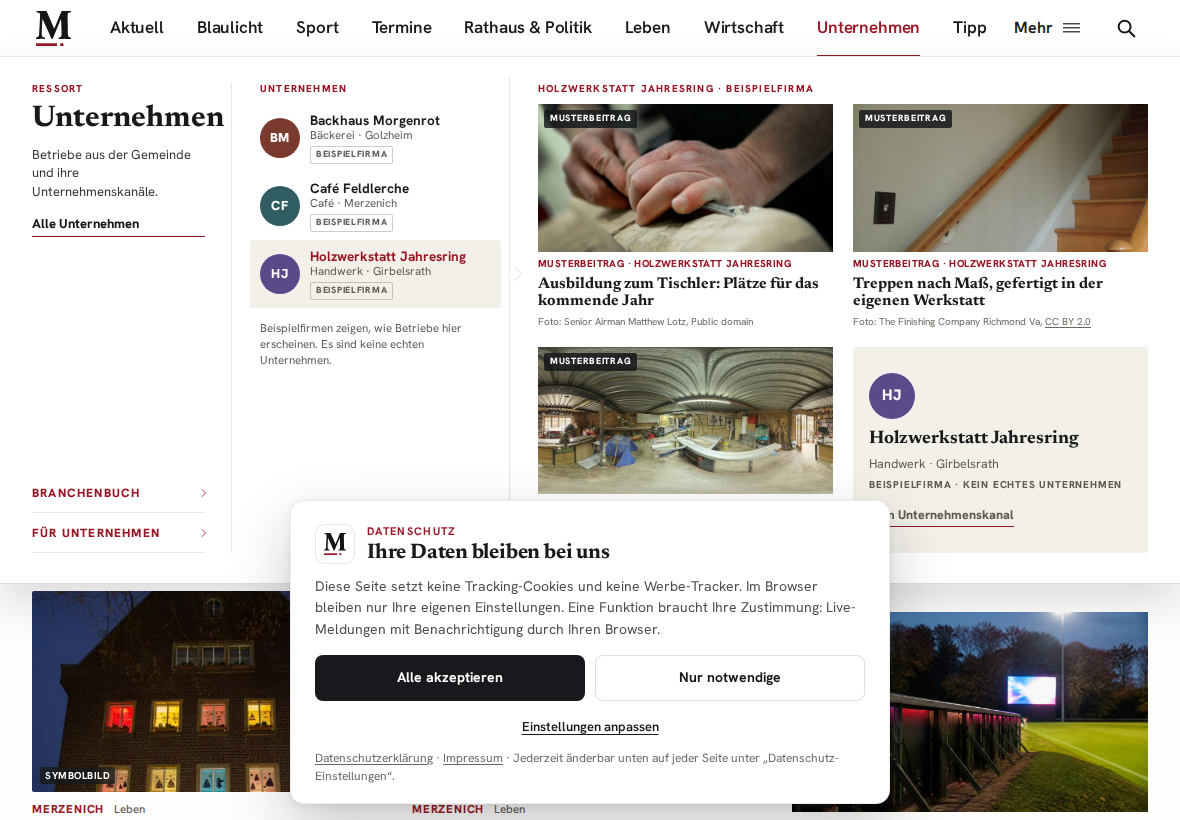 M
Aktuell
Blaulicht
Sport
Termine
Rathaus & Politik
Leben
Wirtschaft
Unternehmen
Tipp
Mehr
RESSORT
Unternehmen
Betriebe aus der Gemeinde
und ihre
Unternehmenskanäle.
Alle Unternehmen
BRANCHENBUCH
FÜR UNTERNEHMEN
UNTERNEHMEN
BM
Backhaus Morgenrot
Bäckerei · Golzheim
BEISPIELFIRMA
CF
Café Feldlerche
Café · Merzenich
BEISPIELFIRMA
HJ
Holzwerkstatt Jahresring
Handwerk · Girbelsrath
BEISPIELFIRMA
Beispielfirmen zeigen, wie Betriebe hier
erscheinen. Es sind keine echten
Unternehmen.
HOLZWERKSTATT JAHRESRING · BEISPIELFIRMA
MUSTERBEITRAG
MUSTERBEITRAG · HOLZWERKSTATT JAHRESRING
Ausbildung zum Tischler: Plätze für das
kommende Jahr
Foto: Senior Airman Matthew Lotz, Public domain
MUSTERBEITRAG
MUSTERBEITRAG · HOLZWERKSTATT JAHRESRING
Treppen nach Maß, gefertigt in der
eigenen Werkstatt
Foto: The Finishing Company Richmond Va, CC BY 2.0
MUSTERBEITRAG
HJ
Holzwerkstatt Jahresring
Handwerk · Girbelsrath
BEISPIELFIRMA · KEIN ECHTES UNTERNEHMEN
Unternehmenskanal
M
DATENSCHUTZ
Ihre Daten bleiben bei uns
Diese Seite setzt keine Tracking-Cookies und keine Werbe-Tracker. Im Browser
bleiben nur Ihre eigenen Einstellungen. Eine Funktion braucht Ihre Zustimmung: Live-
Meldungen mit Benachrichtigung durch Ihren Browser.
Alle akzeptieren
Nur notwendige
Einstellungen anpassen
Datenschutzerklärung · Impressum · Jederzeit änderbar unten auf jeder Seite unter „Datenschutz-
Einstellungen“.
SYMBOLBILD
MERZENICH Leben
MERZENICH Leben